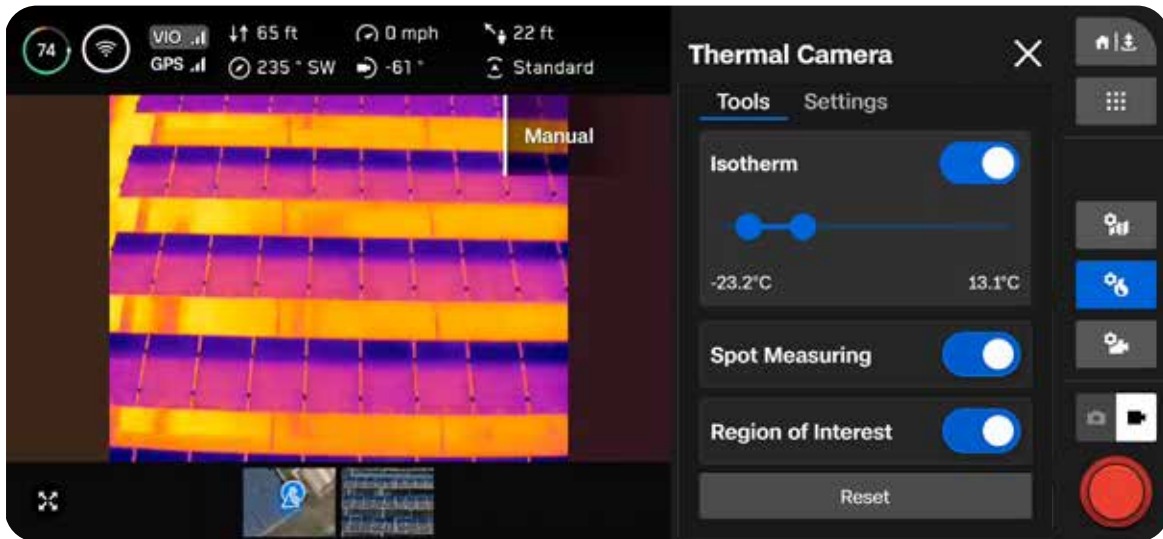 74
VIO
GPS
65 ft
0 mph
22 ft
235 ° SW
-61 °
Standard
Manual
Thermal Camera
Tools
Settings
Isotherm
-23.2°C
13.1°C
Spot Measuring
Region of Interest
Reset